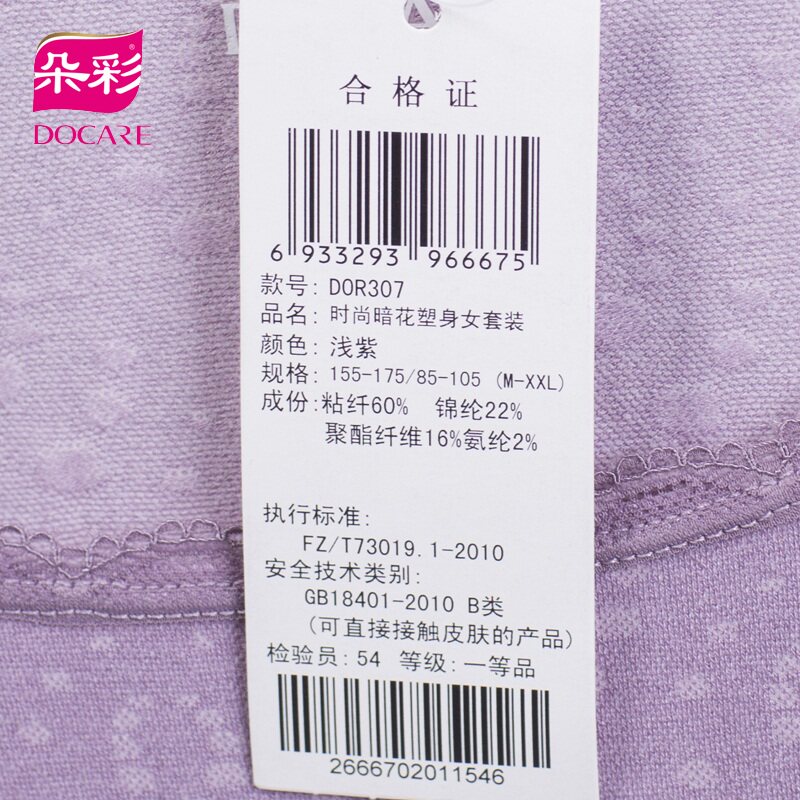 朵彩®
DOCARE
合格证
6 933293 966675
款号: DOR307
品名: 时尚暗花塑身女套装
颜色: 浅紫
规格: 155-175/85-105 (M-XXL)
成份:粘纤60% 锦纶22%
聚酯纤维16%氨纶2%
执行标准:
FZ/T73019.1-2010
安全技术类别:
GB18401-2010 B类
(可直接接触皮肤的产品)
检验员: 54 等级: 一等品
2666702011546